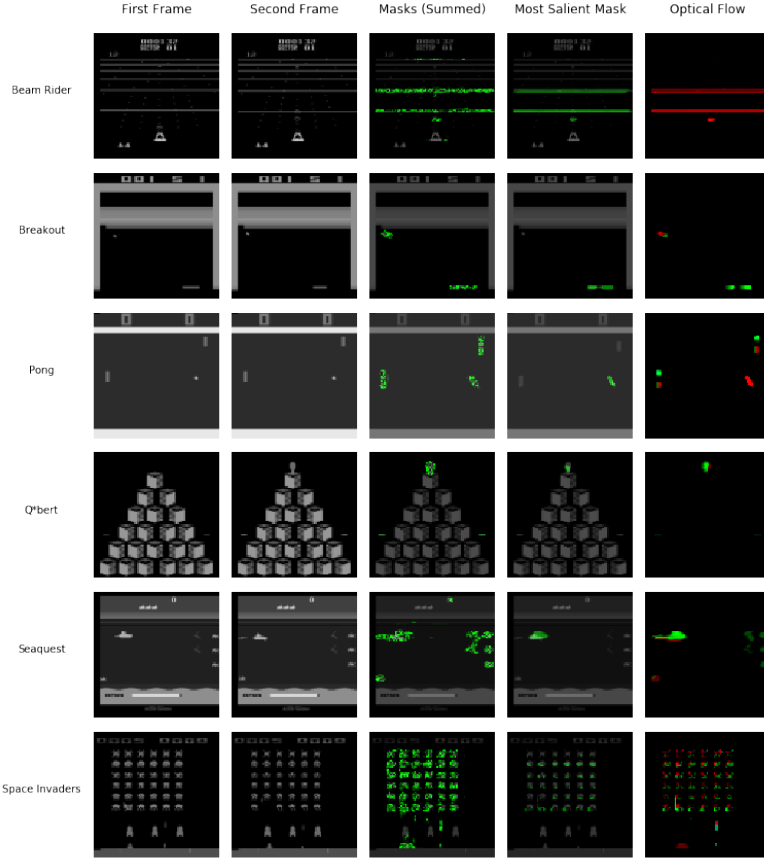 First Frame
Second Frame
Masks (Summed)
Most Salient Mask
Optical Flow
Beam Rider
Breakout
Pong
Q*bert
Seaquest
Space Invaders